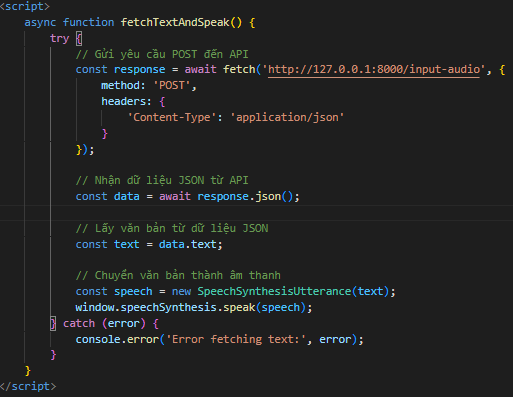 <script>
async function fetchTextAndSpeak() {
try {
// Gửi yêu cầu POST đến API
const response = await fetch('http://127.0.0.1:8000/input-audio', {
method: 'POST',
headers: {
'Content-Type': 'application/json'
}
});
// Nhận dữ liệu JSON từ API
const data = await response.json();
// Lấy văn bản từ dữ liệu JSON
const text = data.text;
// Chuyển văn bản thành âm thanh
const speech = new SpeechSynthesisUtterance(text);
window.speechSynthesis.speak(speech);
} catch (error) {
console.error('Error fetching text:', error);
}
}
</script>